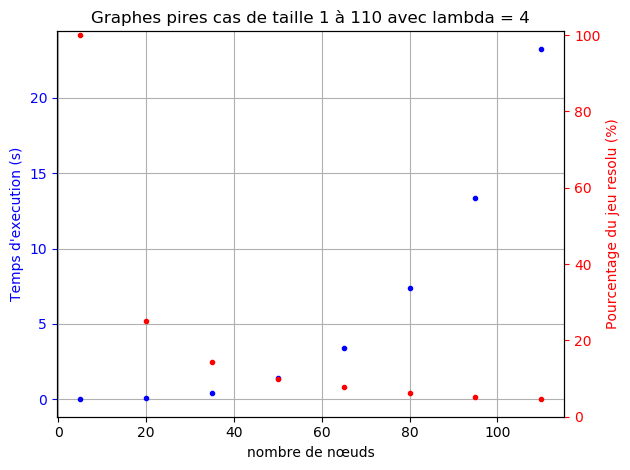 Graphes pires cas de taille 1 à 110 avec lambda = 4
Temps d'execution (s)
20
15
10
5
0
100
80
60
40
20
0
Pourcentage du jeu resolu (%)
0 20 40 60 80 100
nombre de nœuds